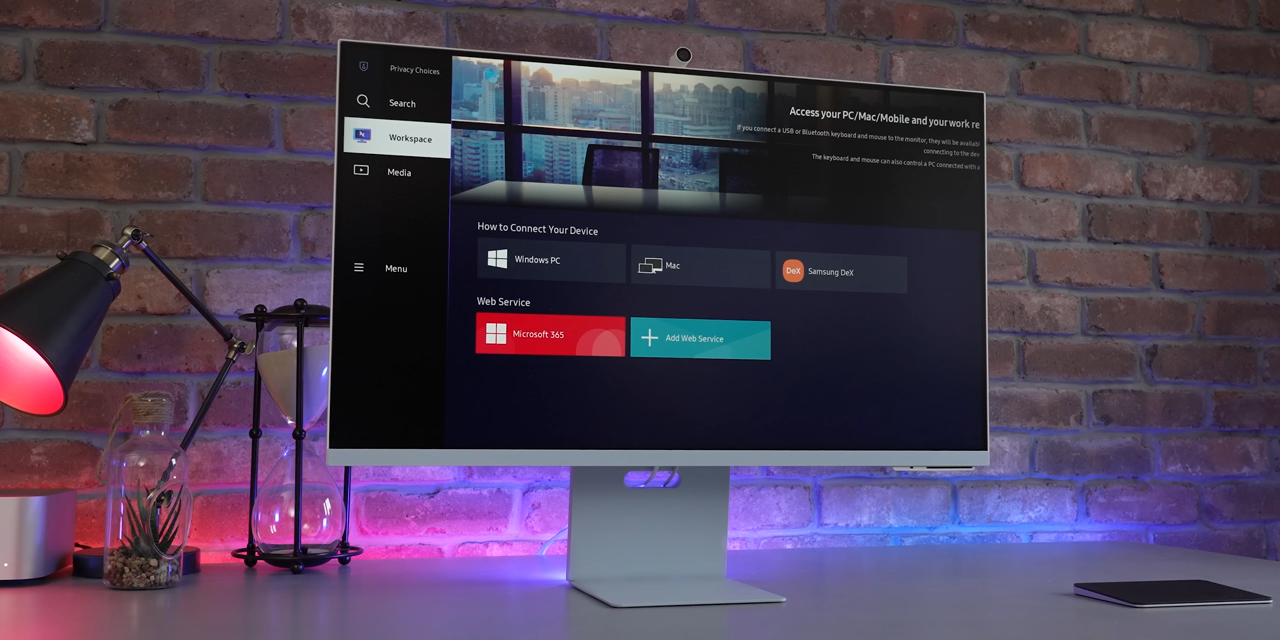 Privacy Choices
Search
Workspace
Media
Menu
Access your PC/Mac/Mobile and your work re
If you connect a USB or Bluetooth keyboard and mouse to the monitor, they will be availabl
connecting to the dev
The keyboard and mouse can also control a PC connected with a
How to Connect Your Device
Windows PC
Mac
DeX
Samsung DeX
Web Service
Microsoft 365
Add Web Service